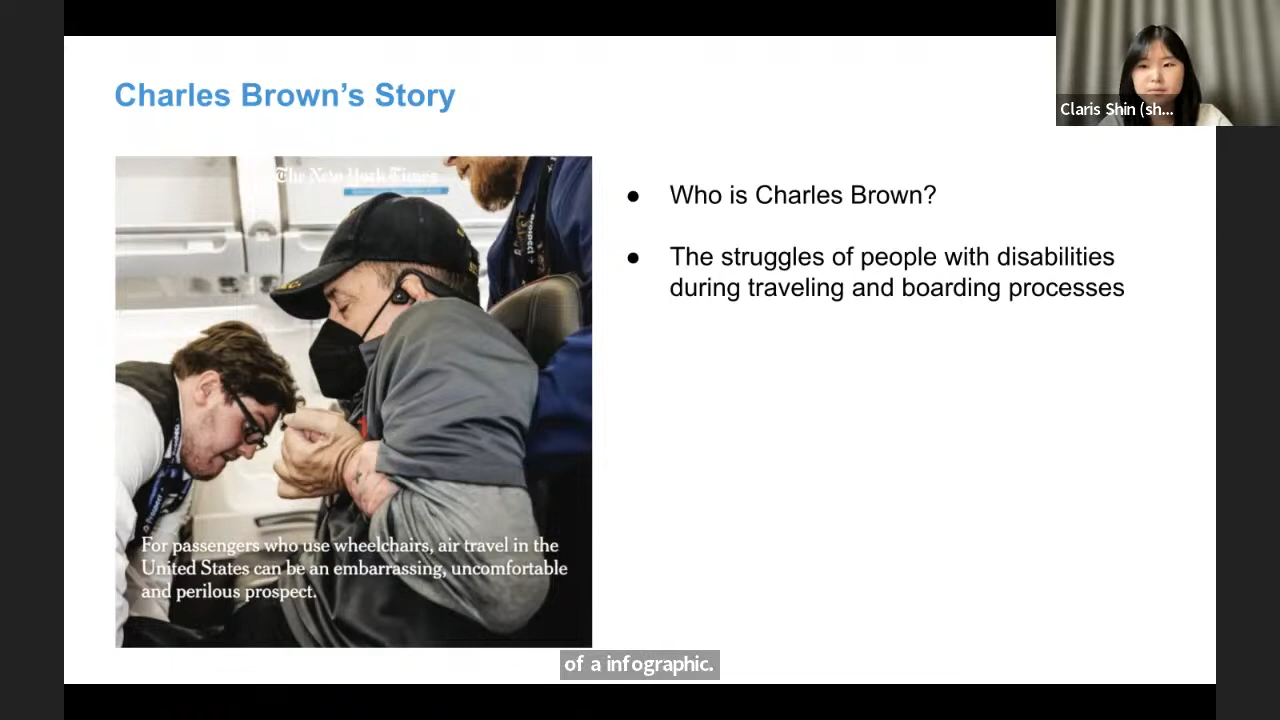 Charles Brown's Story
Claris Shin (sh...
The New York Times
● Who is Charles Brown?
● The struggles of people with disabilities
during traveling and boarding processes
Prospect
For passengers who use wheelchairs, air travel in the
United States can be an embarrassing, uncomfortable
and perilous prospect.
of a infographic.